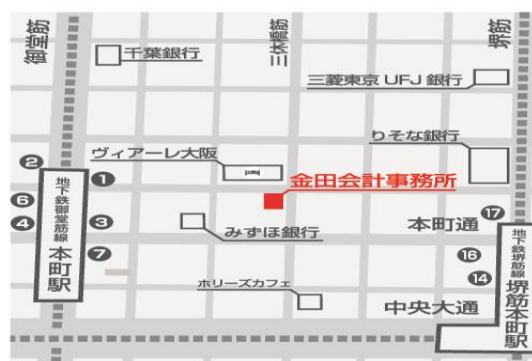 御堂筋
三休橋筋
堺筋
千葉銀行
三菱東京UFJ銀行
りそな銀行
ヴィアーレ大阪
金田会計事務所
2
1
6
4
3
7
地下鉄御堂筋線
本町駅
みずほ銀行
本町通
17
16
14
地下鉄堺筋線
堺筋本町駅
ホリーズカフェ
中央大通